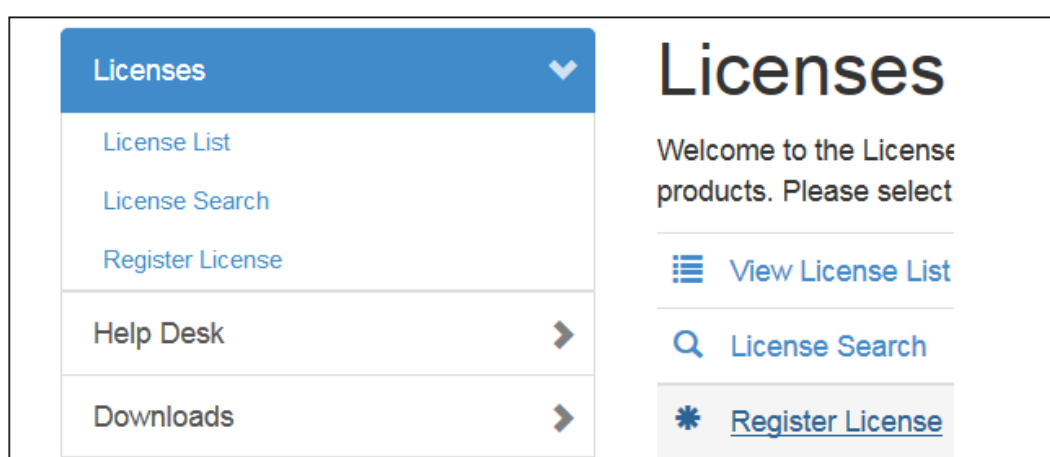 Licenses
License List
License Search
Register License
Help Desk
Downloads
Licenses
Welcome to the License
products. Please select
View License List
License Search
Register License